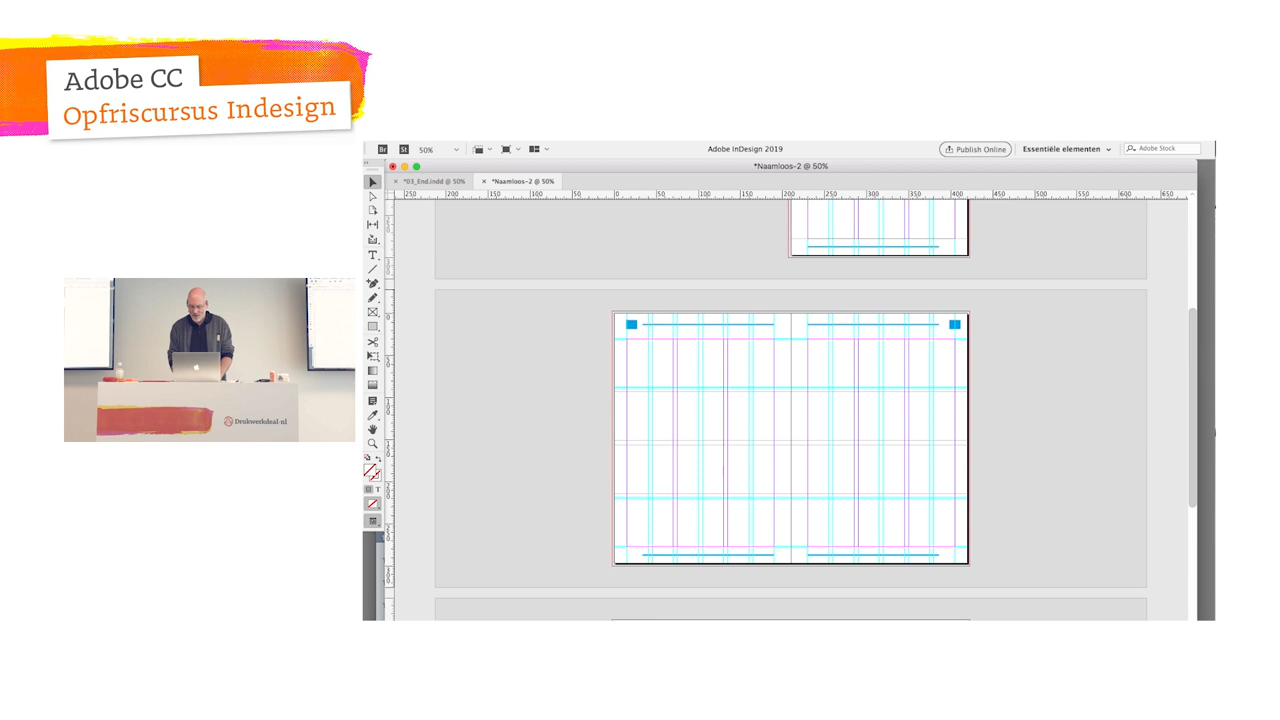 Adobe CC
Opfriscursus Indesign
Br St 50% Adobe InDesign 2019 Publish Online Essentiële elementen Adobe Stock
*Naamloos-2 @ 50%
× *03_End.indd @ 50% × *Naamloos-2 @ 50%
250 200 150 100 50 0 50 100 150 200 250 300 350 400 450 500 550 600 650
T
T
Drukwerkdeal.nl